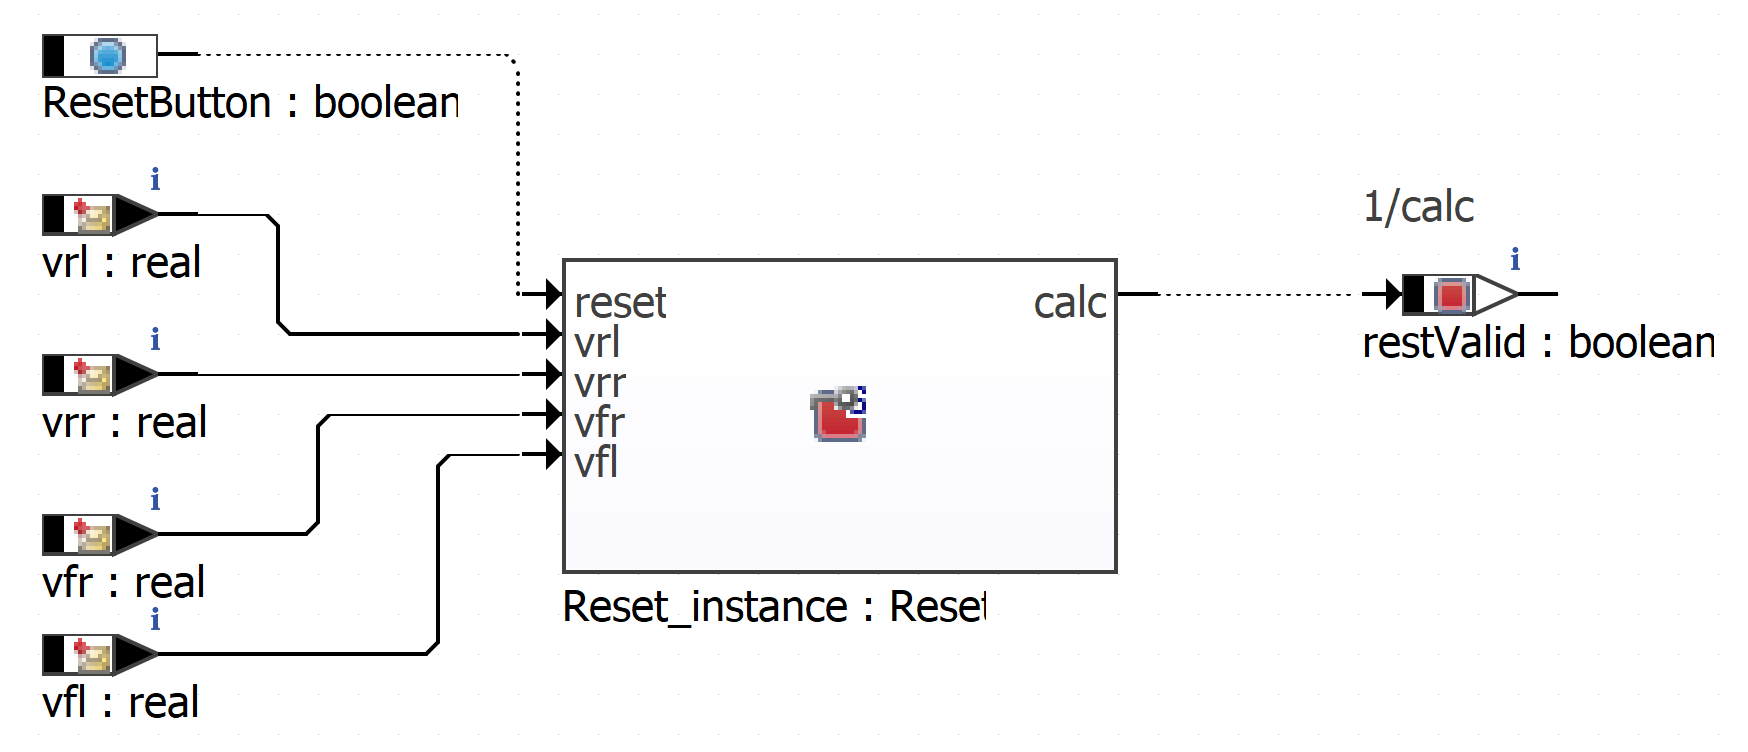 ResetButton : boolean
i
vrl : real
i
vrr : real
i
vfr : real
i
vfl : real
reset
vrl
vrr
vfr
vfl
calc
Reset_instance : Reset
1/calc
i
restValid : boolean